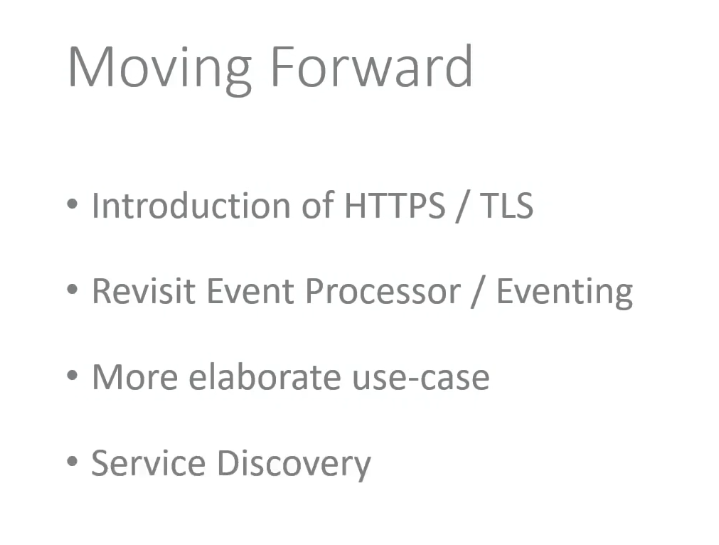 Moving Forward
• Introduction of HTTPS / TLS
• Revisit Event Processor / Eventing
• More elaborate use-case
• Service Discovery